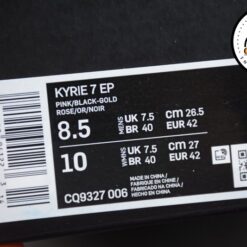 KYRIE 7 EP
PINK/BLACK-GOLD
ROSE/OR/NOIR
8.5 MENS UK 7.5 BR 40 CM 26.5 EUR 42
10 WMNS UK 7.5 BR 40 CM 27 EUR 42
CQ9327 006
MADE IN CHINA
FABRIQUE EN CHINE
FABRICADO NA CHINA
HECHO EN CHINA